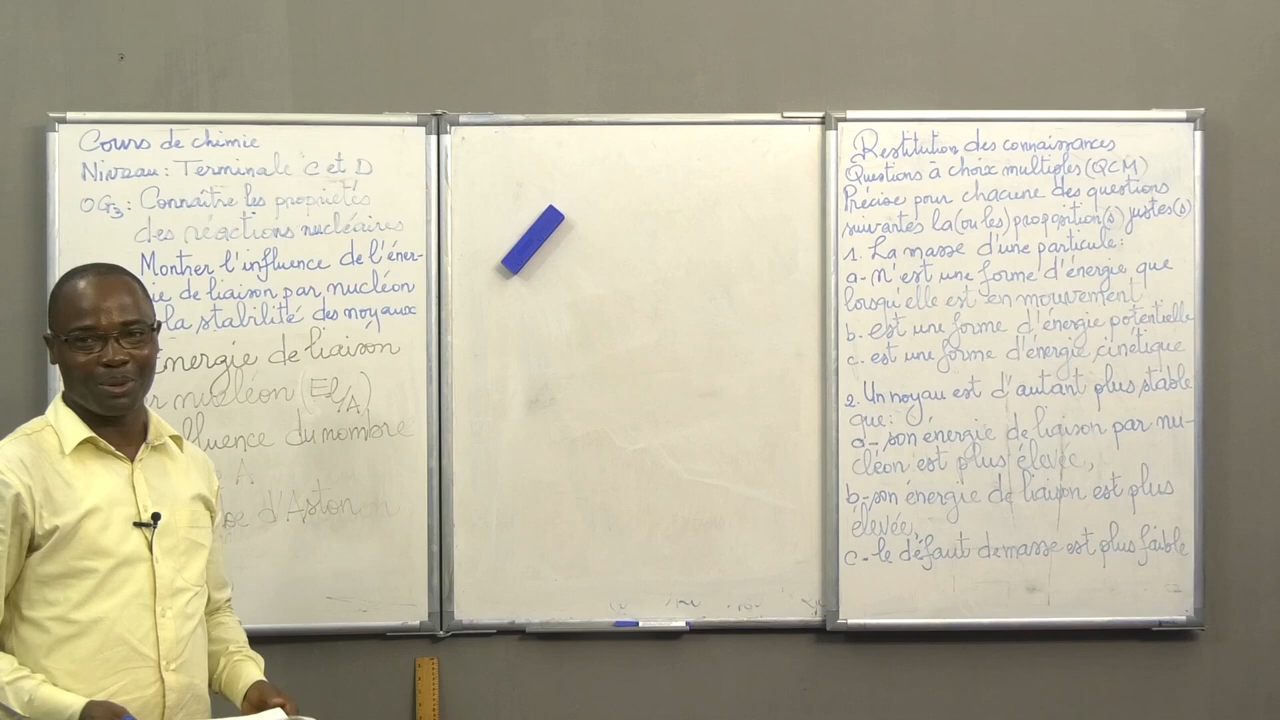 Cours de chimie
Niveau : Terminale C et D
OG3 : Connaître les propriétés
des réactions nucléaires
Montrer l'influence de l'éner-
ie de liaison par nucléon
la stabilité des noyaux
Énergie de liaison
r nucléon (El/A)
fluence du nombre
A
be d'Aston
Restitution des connaissances
Questions à choix multiples (QCM)
Précise pour chacune des questions
suivantes la (ou les) proposition(s) juste(s)
1. La masse d'une particule :
a- n'est une forme d'énergie que
lorsqu'elle est en mouvement
b. est une forme d'énergie potentielle
c. est une forme d'énergie cinétique
2. Un noyau est d'autant plus stable
que :
a- son énergie de liaison par nu-
cléon est plus élevée,
b- son énergie de liaison est plus
élevée,
c- le défaut de masse est plus faible